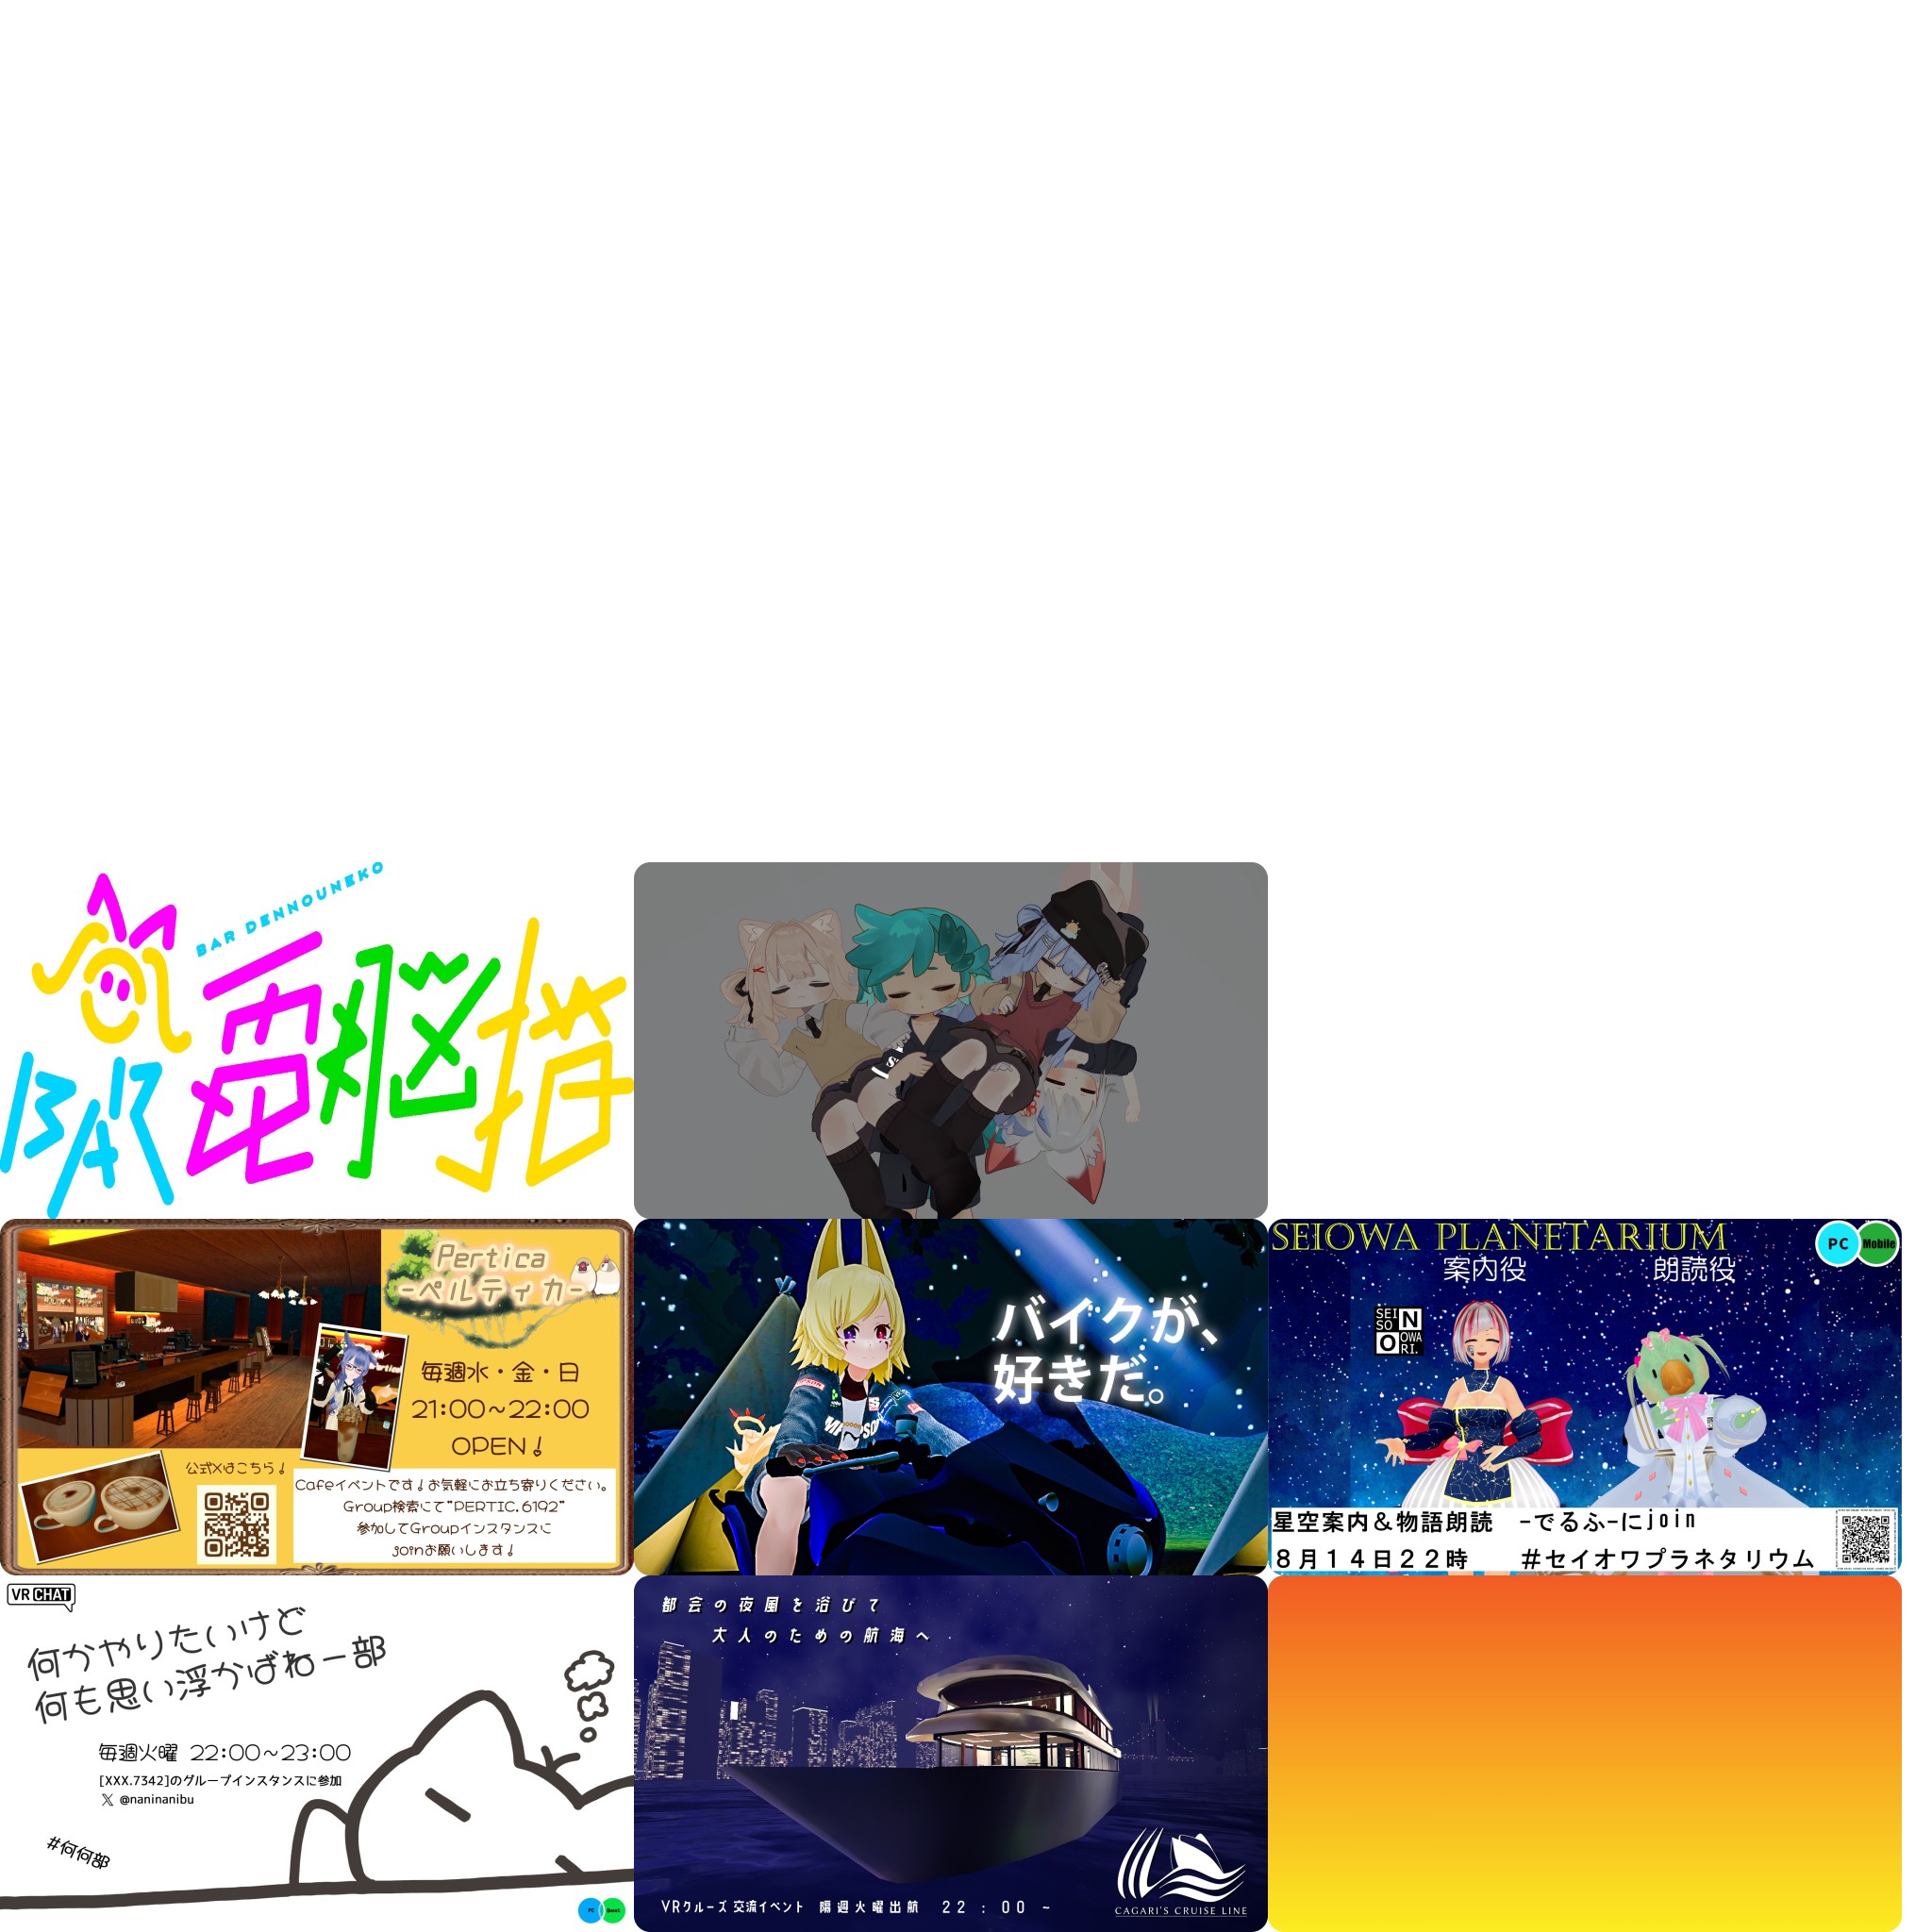 BAR DENNOUNEKO
BAR 電脳猫
Pertica
-ペルティカ-
毎週水・金・日
21:00~22:00
OPEN!
公式Xはこちら!
Cafeイベントです!お気軽にお立ち寄りください。
Group検索にて"PERTIC.6192"
参加してGroupインスタンスに
joinお願いします!
バイクが、
好きだ。
SEIOWA PLANETARIUM
PC Mobile
案内役 朗読役
SEI N
SO OWA
O RI.
星空案内&物語朗読 -でるふ-にjoin
8月14日22時 #セイオワプラネタリウム
VRCHAT
何かやりたいけど
何も思い浮かばねー部
毎週火曜 22:00~23:00
[XXX.7342]のグループインスタンスに参加
X @naninanibu
#何何部
PC Quest
都会の夜風を浴びて
大人のための航海へ
VRクルーズ 交流イベント 隔週火曜出航 22:00~
CAGARI'S CRUISE LINE